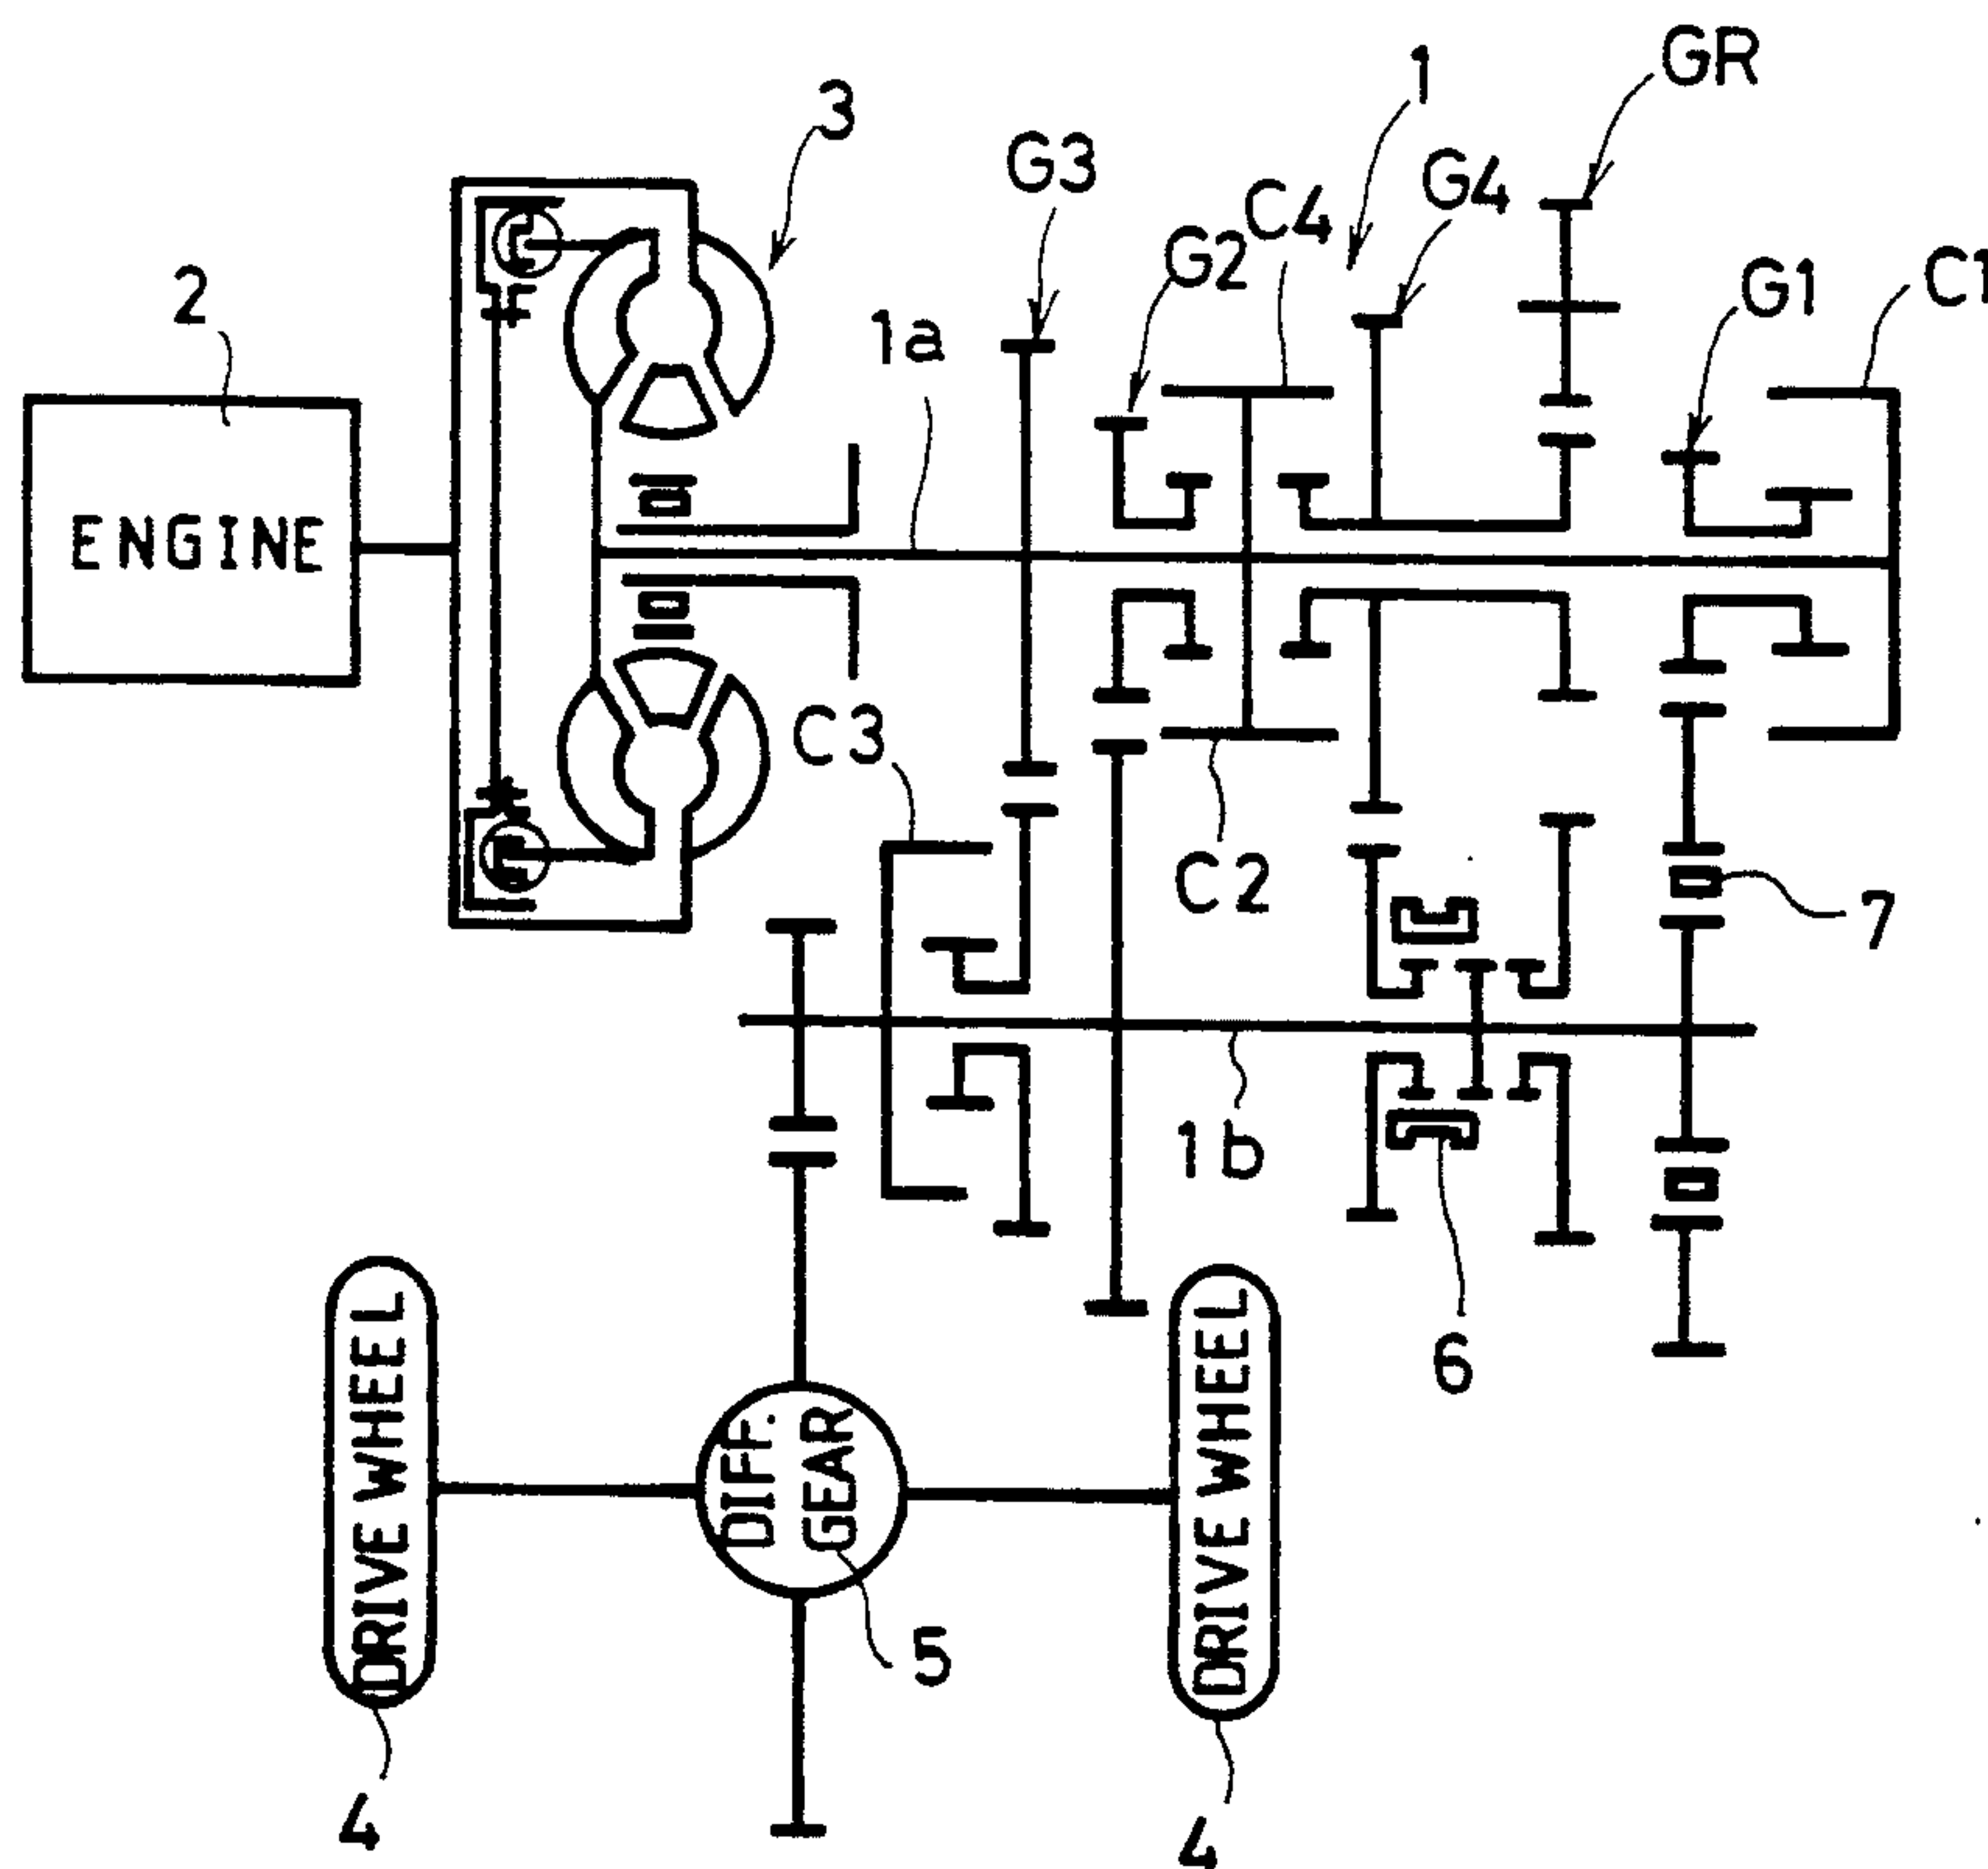 GR
1
3
G3
G4
C4
G2
C1
G1
2
1a
ENGINE
C3
C2
7
1b
6
DRIVE WHEEL
DIFF.
GEAR
DRIVE WHEEL
5
4
4